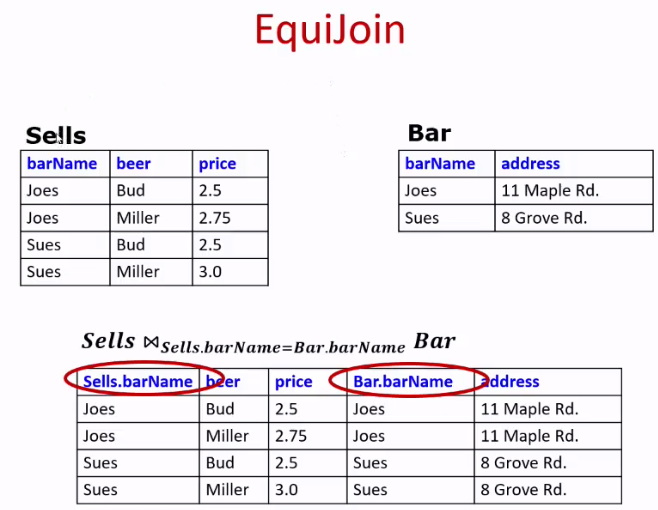 EquiJoin
Sells
barName beer price
Joes Bud 2.5
Joes Miller 2.75
Sues Bud 2.5
Sues Miller 3.0
Bar
barName address
Joes 11 Maple Rd.
Sues 8 Grove Rd.
Sells ⋈Sells.barName=Bar.barName Bar
Sells.barName beer price Bar.barName address
Joes Bud 2.5 Joes 11 Maple Rd.
Joes Miller 2.75 Joes 11 Maple Rd.
Sues Bud 2.5 Sues 8 Grove Rd.
Sues Miller 3.0 Sues 8 Grove Rd.